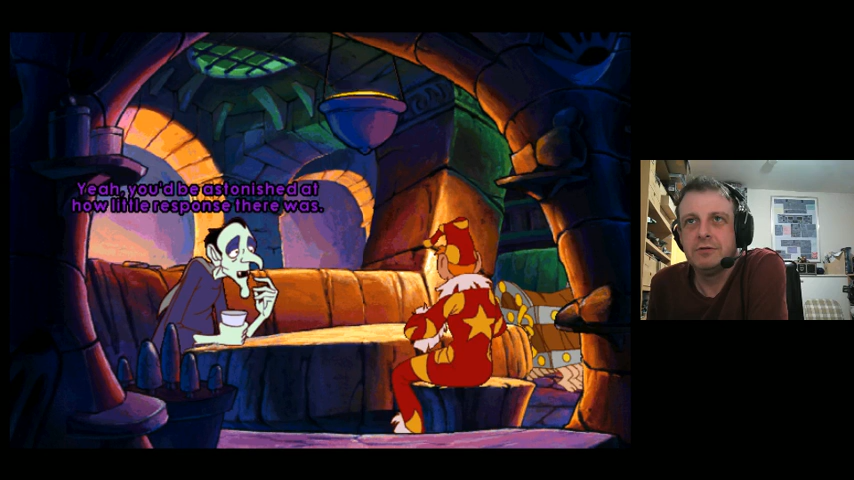 Yeah, you'd be astonished at
how little response there was.